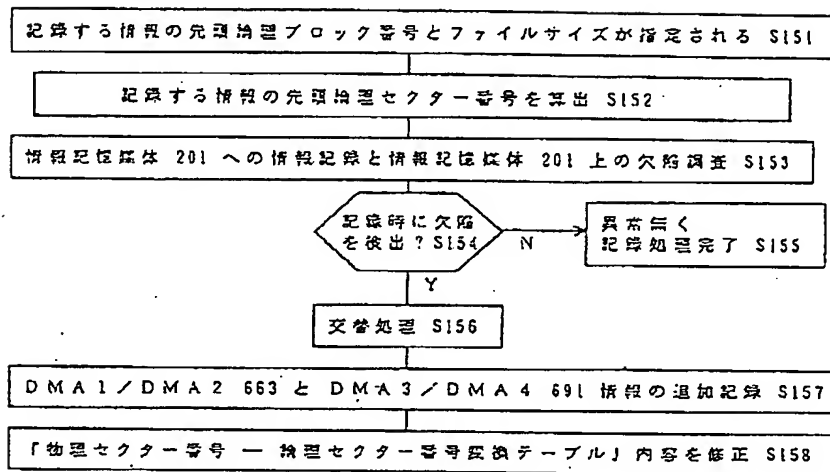 記録する情報の先頭論理ブロック番号とファイルサイズが指定される S151
記録する情報の先頭論理セクター番号を算出 S152
情報記憶媒体 201 への情報記録と情報記憶媒体 201 上の欠陥調査 S153
記録時に欠陥
を検出?S154
N
異常無く
記録処理完了 S155
Y
交替処理 S156
DMA1/DMA2 663 と DMA3/DMA4 691 情報の追加記録 S157
「物理セクター番号 — 論理セクター番号変換テーブル」内容を修正 S158